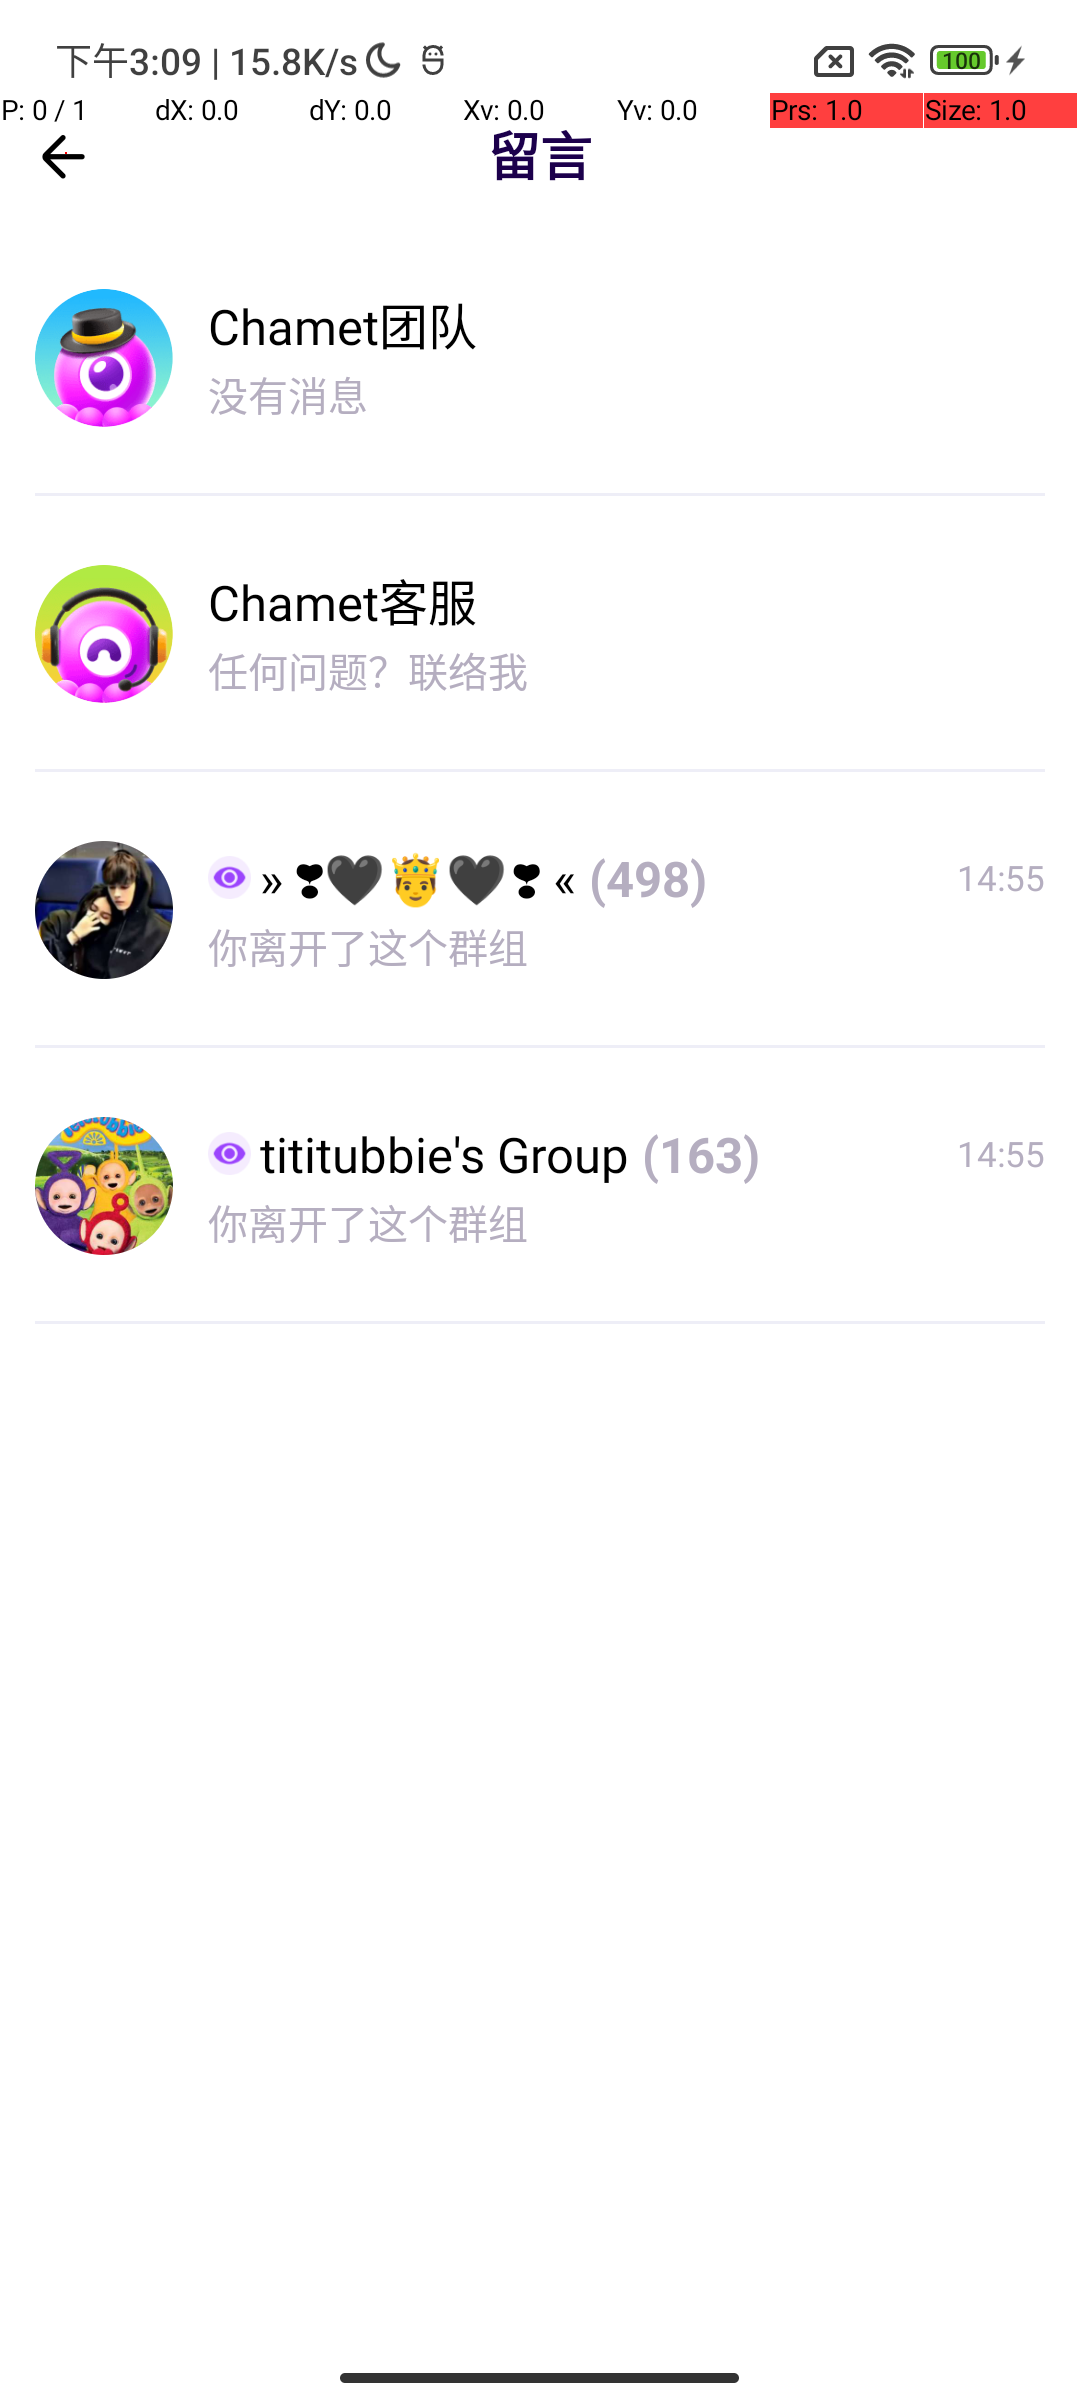 下午3:09 | 15.8K/s
100
P: 0 / 1 dX: 0.0 dY: 0.0 Xv: 0.0 Yv: 0.0 Prs: 1.0 Size: 1.0
留言
Chamet团队
没有消息
Chamet客服
任何问题？联络我
» ❣🖤🤴🖤❣ « (498) 14:55
你离开了这个群组
tititubbie's Group (163) 14:55
你离开了这个群组